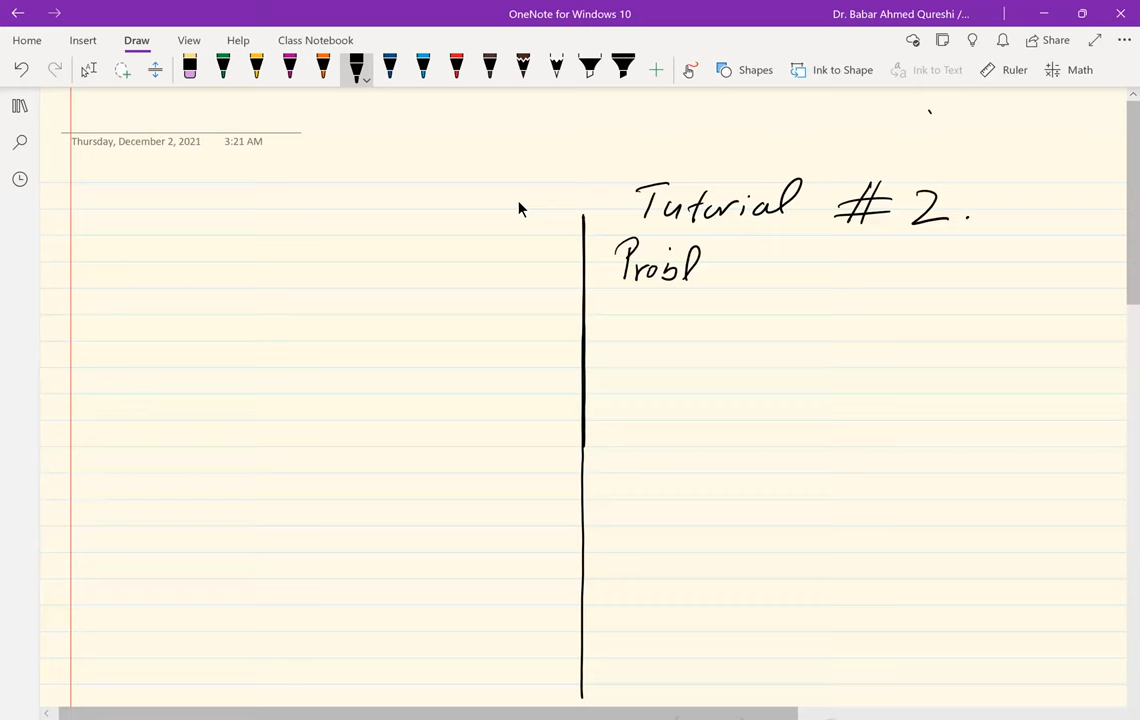 OneNote for Windows 10
Dr. Babar Ahmed Qureshi /...
Home Insert Draw View Help Class Notebook
Share
Shapes Ink to Shape Ink to Text Ruler Math
Thursday, December 2, 2021 3:21 AM
Tutorial # 2.
Probl